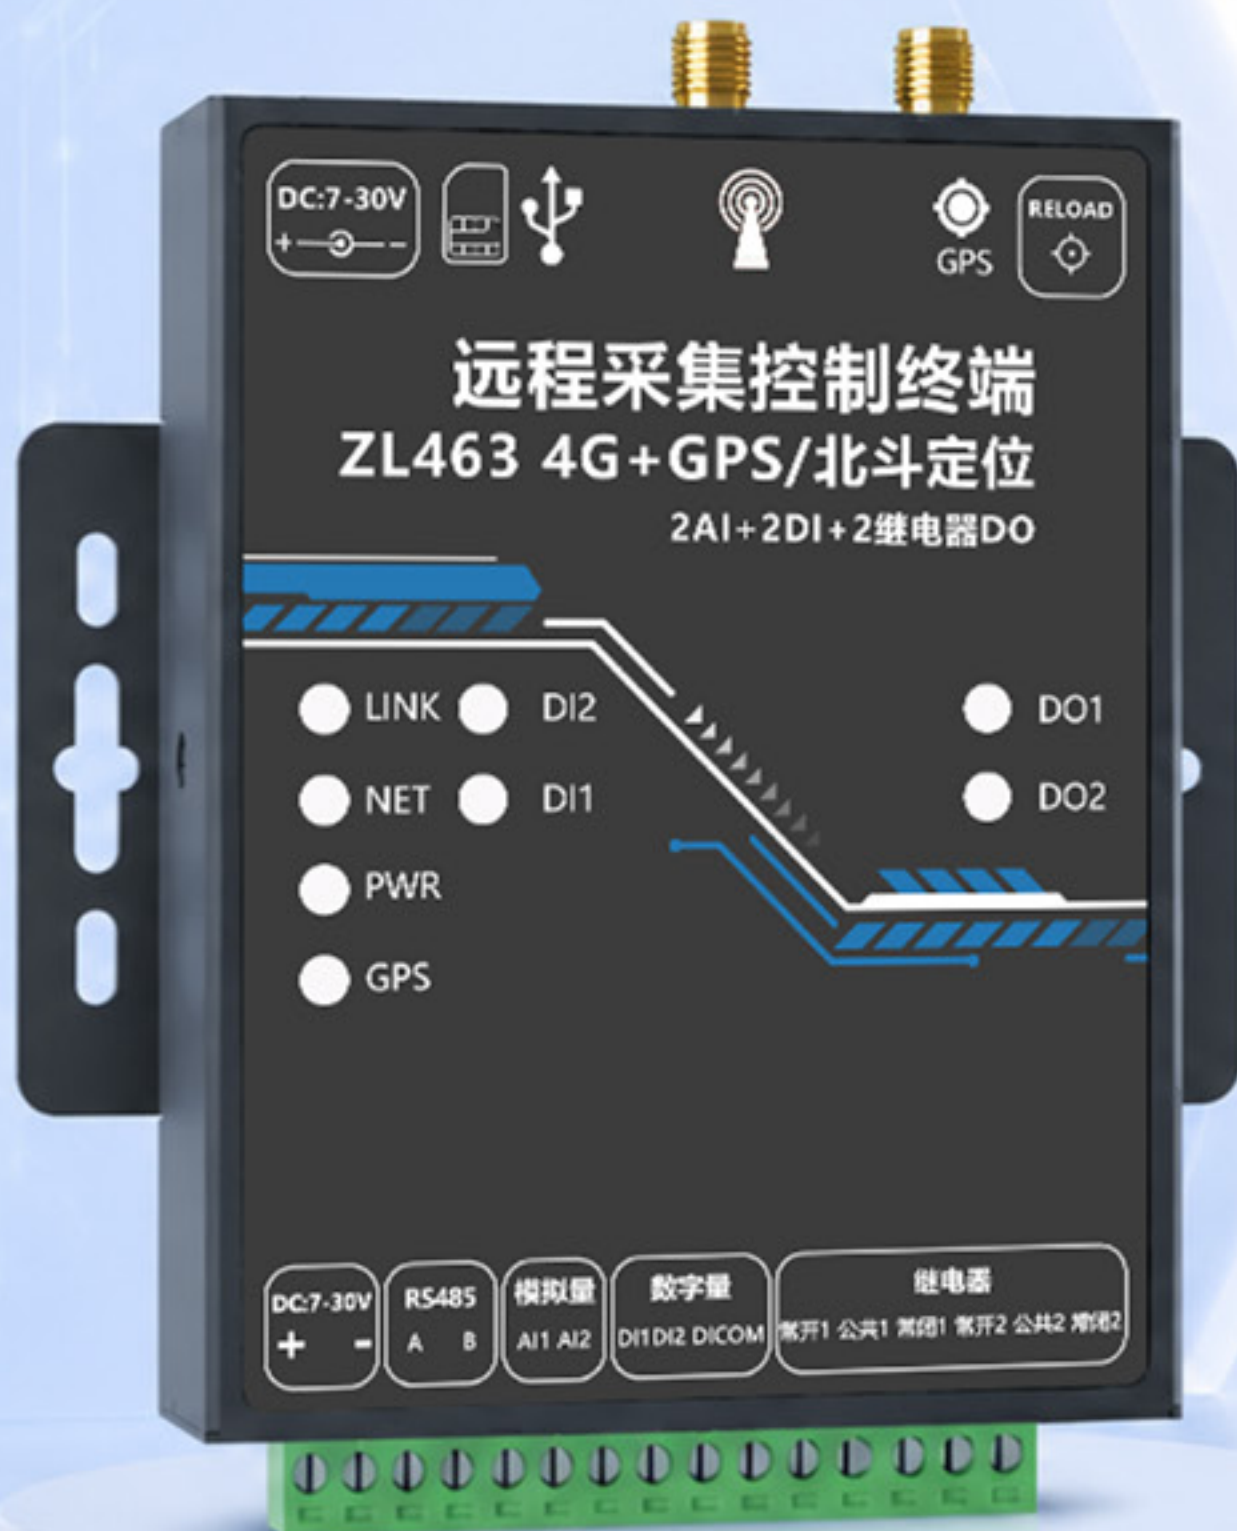 DC:7-30V
+ −
GPS
RELOAD
远程采集控制终端
ZL463 4G+GPS/北斗定位
2AI+2DI+2继电器DO
LINK DI2 DO1
NET DI1 DO2
PWR
GPS
DC:7-30V
+ -
RS485
A B
模拟量
AI1 AI2
数字量
DI1 DI2 DICOM
继电器
常开1 公共1 常闭1 常开2 公共2 常闭2